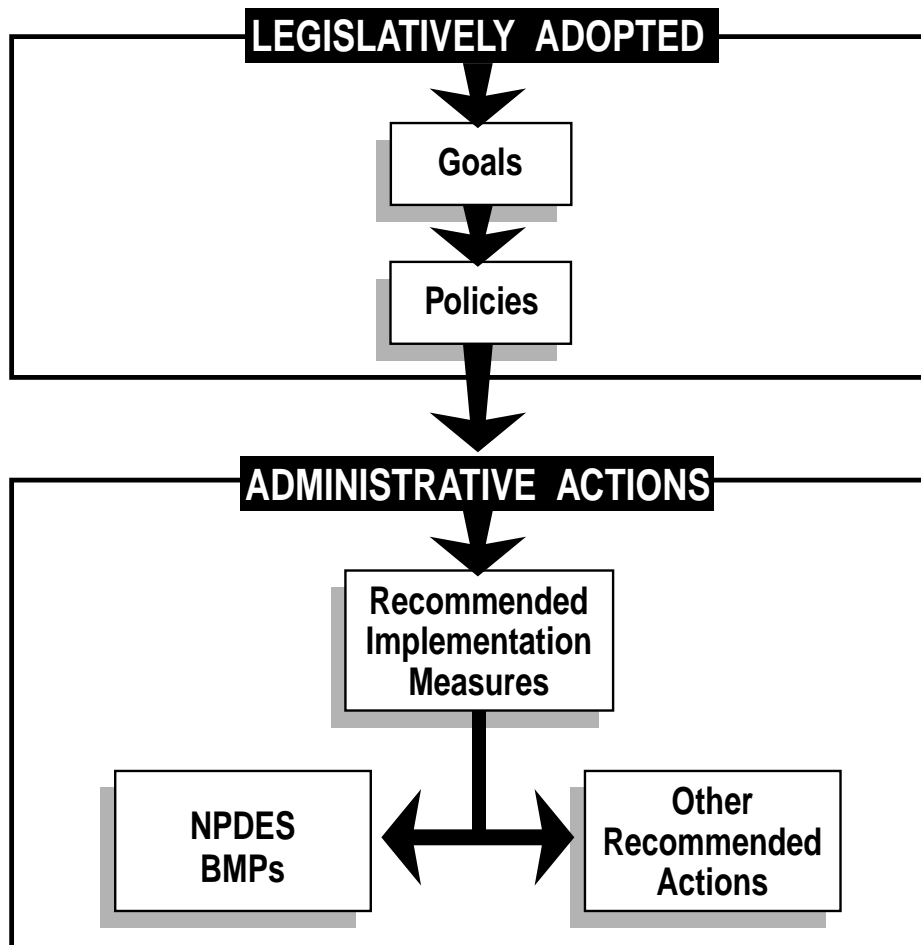 LEGISLATIVELY ADOPTED
Goals
Policies
ADMINISTRATIVE ACTIONS
Recommended
Implementation
Measures
NPDES
BMPs
Other
Recommended
Actions